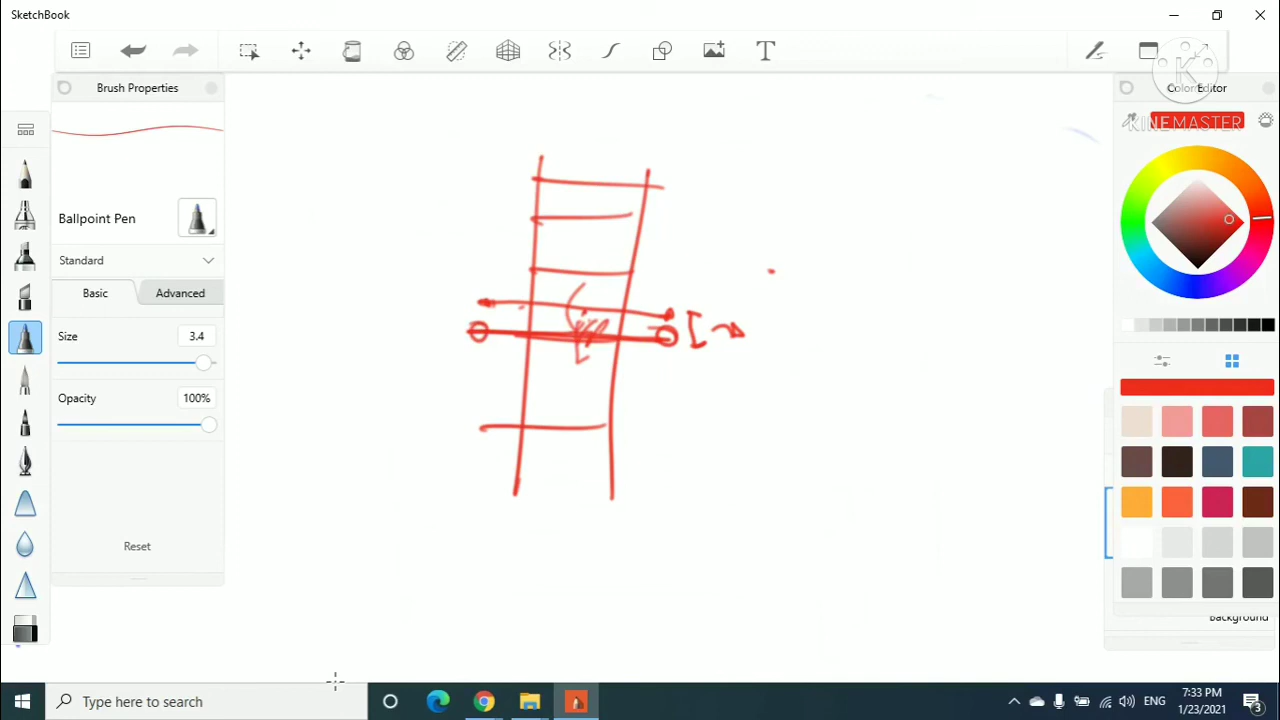 SketchBook
T
Brush Properties
Color Editor
KINEMASTER
K
Ballpoint Pen
Standard
Basic
Advanced
Size
3.4
Opacity
100%
Reset
Background
Type here to search
ENG
7:33 PM
1/23/2021
3